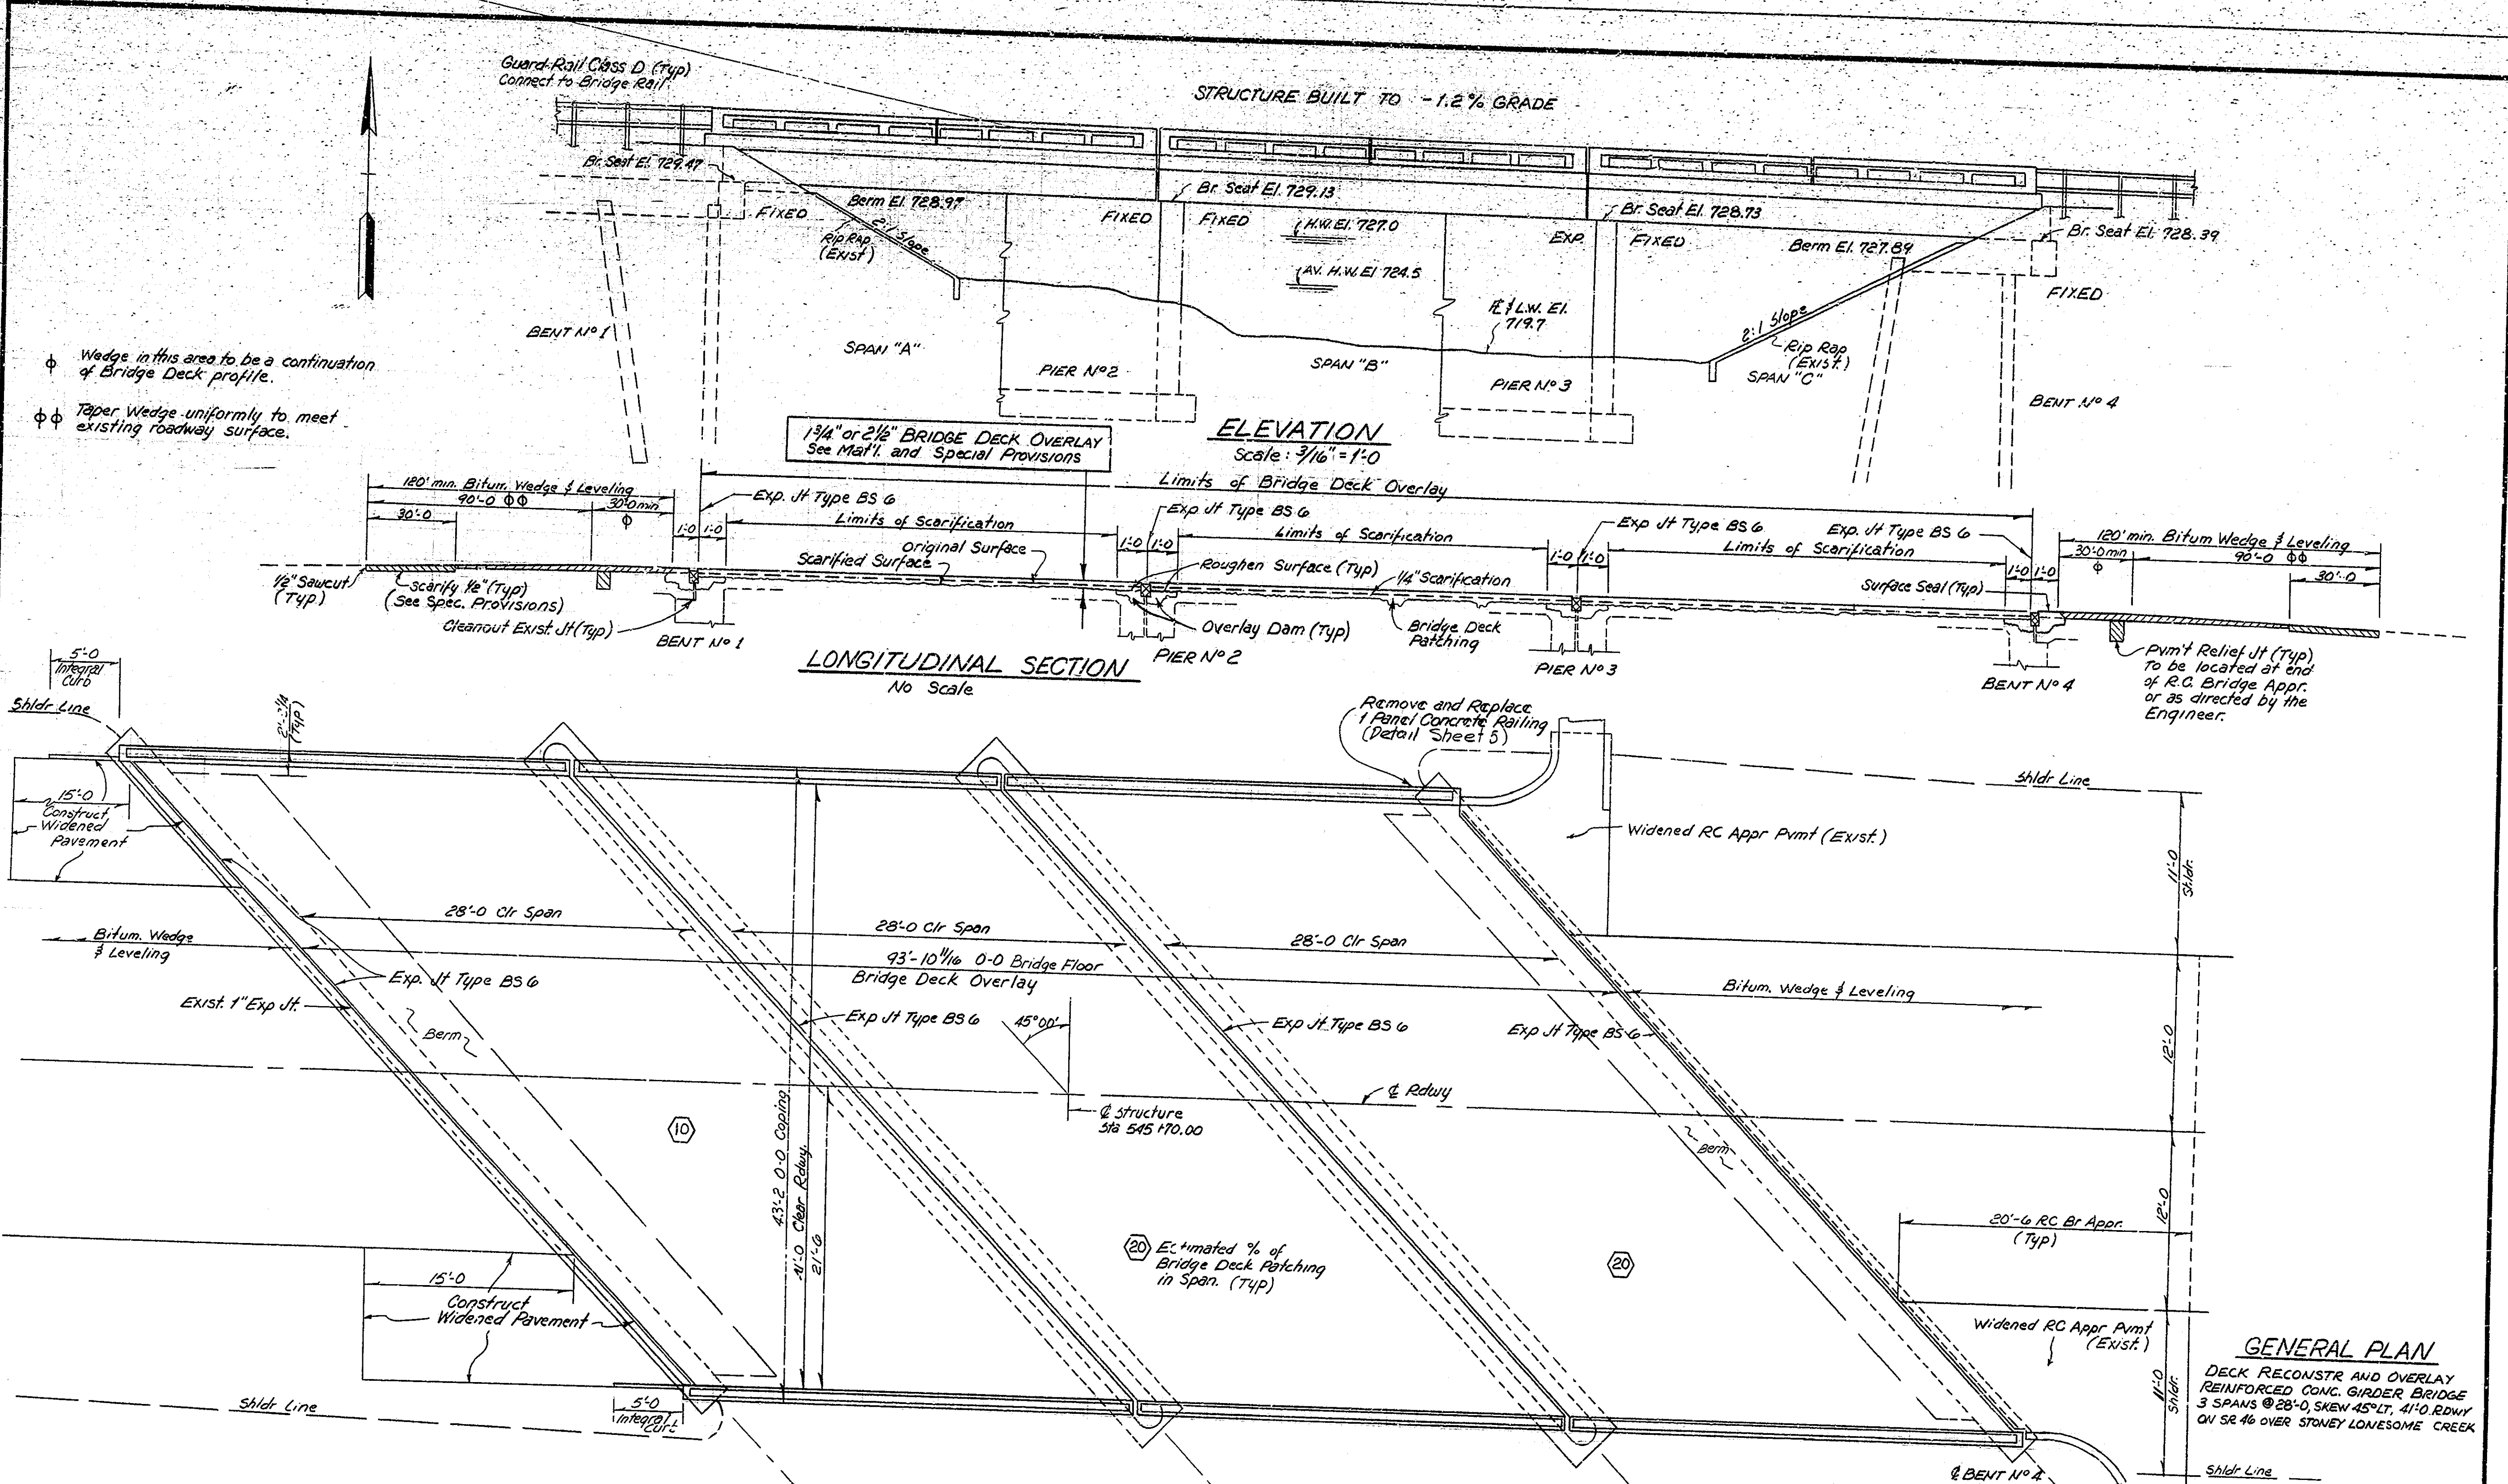 Guard Rail Class D (Typ)
Connect to Bridge Rail
STRUCTURE BUILT TO -1.2% GRADE
Br. Seat El. 729.47
FIXED
Berm El. 728.97
2:1 Slope
Rip Rap
(Exist)
FIXED
Br. Seat El. 729.13
FIXED
H.W. El. 727.0
AV. H.W. El 724.5
EXP.
Br. Seat El. 728.73
FIXED
Berm El. 727.89
Br. Seat El. 728.39
FIXED
L.W. El.
719.7
2:1 Slope
Rip Rap
(Exist.)
BENT Nº 1
SPAN "A"
PIER Nº 2
SPAN "B"
PIER Nº 3
SPAN "C"
BENT Nº 4
ϕ Wedge in this area to be a continuation
of Bridge Deck profile.
ϕϕ Taper Wedge uniformly to meet
existing roadway surface.
1 3/4" or 2 1/2" BRIDGE DECK OVERLAY
See Mat'l. and Special Provisions
ELEVATION
Scale: 3/16" = 1'-0
Limits of Bridge Deck Overlay
120' min. Bitum. Wedge & Leveling
90'-0 ϕϕ
30'-0 min
ϕ
30'-0
1'-0
1'-0
Exp. Jt Type BS 6
Limits of Scarification
Original Surface
Scarified Surface
1'-0
1'-0
Exp Jt Type BS 6
Limits of Scarification
Roughen Surface (Typ)
1/4" Scarification
1'-0
1'-0
Exp Jt Type BS 6
Limits of Scarification
Exp. Jt Type BS 6
1'-0
1'-0
Surface Seal (Typ)
120' min. Bitum Wedge & Leveling
30'-0 min
ϕ
90'-0 ϕϕ
30'-0
1/2" Sawcut
(Typ.)
Scarify 1/2" (Typ)
(See Spec. Provisions)
Cleanout Exist. Jt (Typ)
BENT Nº 1
Overlay Dam (Typ)
PIER Nº 2
Bridge Deck
Patching
PIER Nº 3
BENT Nº 4
Pvm't Relief Jt (Typ)
To be located at end
of R.C. Bridge Appr.
or as directed by the
Engineer.
LONGITUDINAL SECTION
No Scale
5'-0
Integral
Curb
Shldr Line
(Typ)
Remove and Replace
1 Panel Concrete Railing
(Detail Sheet 5)
Shldr Line
15'-0
Construct
Widened
Pavement
Widened RC Appr Pvmt (Exist.)
11'-0
Shldr.
28'-0 Clr Span
28'-0 Clr Span
28'-0 Clr Span
Bitum. Wedge
& Leveling
93'-10 11/16 O-O Bridge Floor
Bridge Deck Overlay
Bitum. Wedge & Leveling
Exp. Jt Type BS 6
Exist. 1" Exp Jt.
Berm
Exp Jt Type BS 6
45°00'
Exp Jt Type BS 6
Exp Jt Type BS 6
12'-0
℄ Rdwy
℄ Structure
Sta 545+70.00
10
43'-2 O-O Coping
41'-0 Clear Rdwy.
21'-6
Berm
12'-0
20'-6 RC Br Appr.
(Typ)
20 Estimated % of
Bridge Deck Patching
in Span. (Typ)
20
15'-0
Construct
Widened Pavement
Widened RC Appr Pvmt
(Exist.)
11'-0
Shldr.
GENERAL PLAN
DECK RECONSTR AND OVERLAY
REINFORCED CONC. GIRDER BRIDGE
3 SPANS @ 28'-0, SKEW 45° LT, 41'-0 RDWY
ON SR 46 OVER STONEY LONESOME CREEK
Shldr Line
5'-0
Integral
Curb
℄ BENT Nº 4
Shldr Line